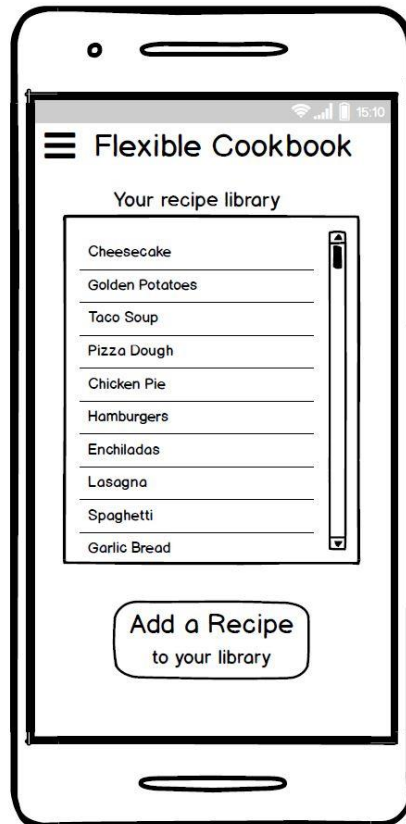 15:10
Flexible Cookbook
Your recipe library
Cheesecake
Golden Potatoes
Taco Soup
Pizza Dough
Chicken Pie
Hamburgers
Enchiladas
Lasagna
Spaghetti
Garlic Bread
Add a Recipe
to your library